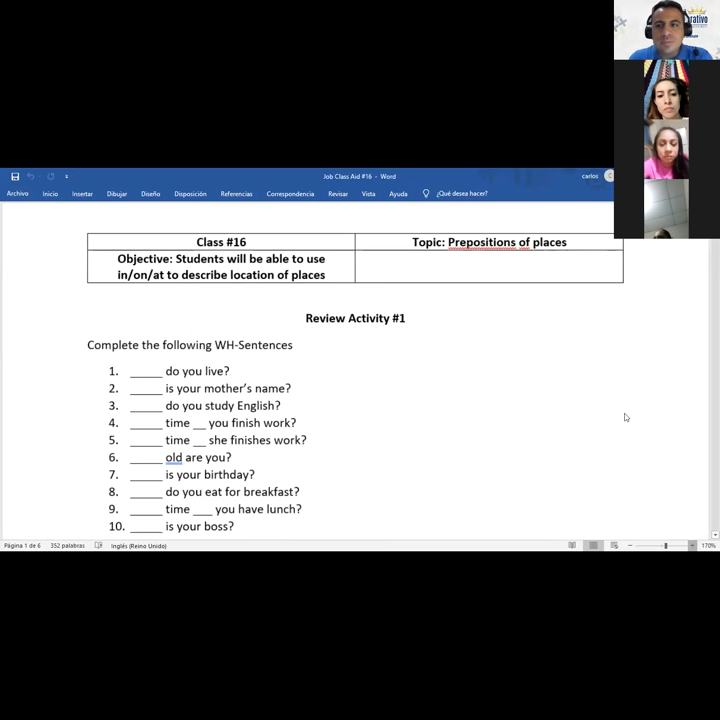 rativo
Job Class Aid #16 - Word
carlos
Archivo Inicio Insertar Dibujar Diseño Disposición Referencias Correspondencia Revisar Vista Ayuda ¿Qué desea hacer?
Class #16
Topic: Prepositions of places
Objective: Students will be able to use
in/on/at to describe location of places
Review Activity #1
Complete the following WH-Sentences
1. _____ do you live?
2. _____ is your mother's name?
3. _____ do you study English?
4. _____ time __ you finish work?
5. _____ time __ she finishes work?
6. _____ old are you?
7. _____ is your birthday?
8. _____ do you eat for breakfast?
9. _____ time ___ you have lunch?
10. _____ is your boss?
Página 1 de 6 352 palabras Inglés (Reino Unido) 170%